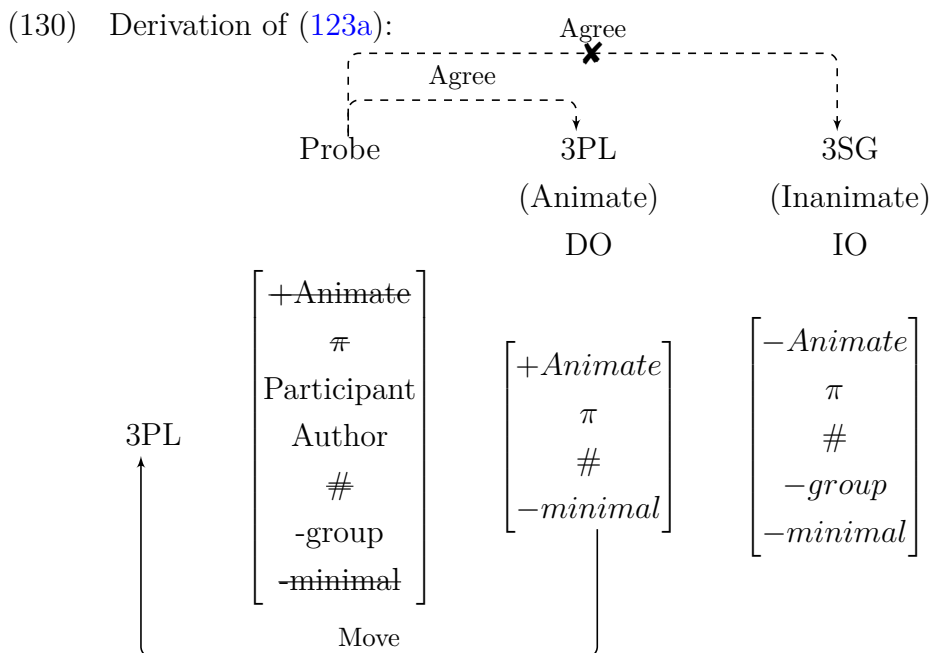 (130) Derivation of (123a):
Agree
✘
Agree
Probe 3PL 3SG
(Animate) (Inanimate)
DO IO
+Animate
π
Participant
Author
#
-group
-minimal
+Animate
π
#
−minimal
−Animate
π
#
−group
−minimal
3PL
Move